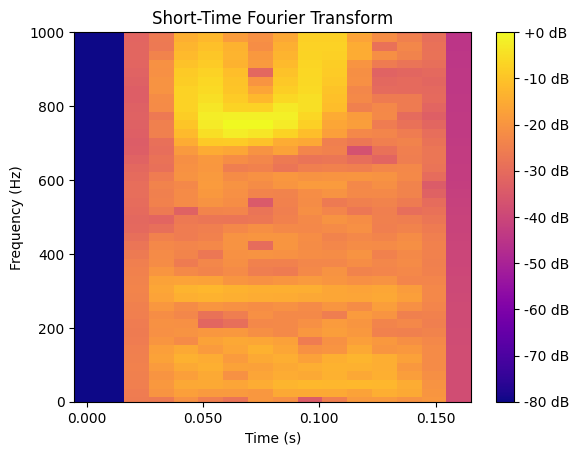 Short-Time Fourier Transform
Frequency (Hz)
1000
800
600
400
200
0
0.000
0.050
0.100
0.150
Time (s)
+0 dB
-10 dB
-20 dB
-30 dB
-40 dB
-50 dB
-60 dB
-70 dB
-80 dB